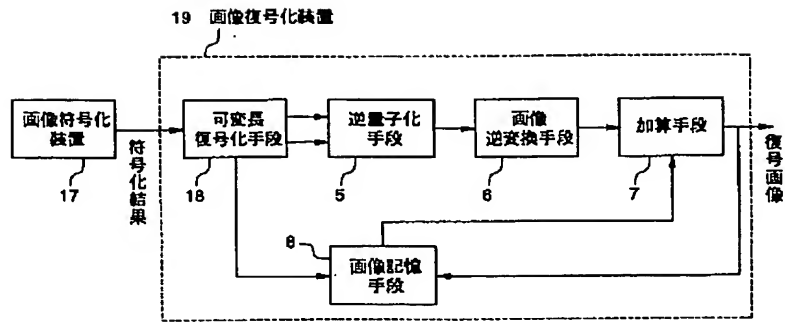 19 画像復号化装置
画像符号化
装置
17
符号化結果
可変長
復号化手段
18
逆量子化
手段
5
画像
逆変換手段
6
加算手段
7
復号画像
8
画像記憶
手段